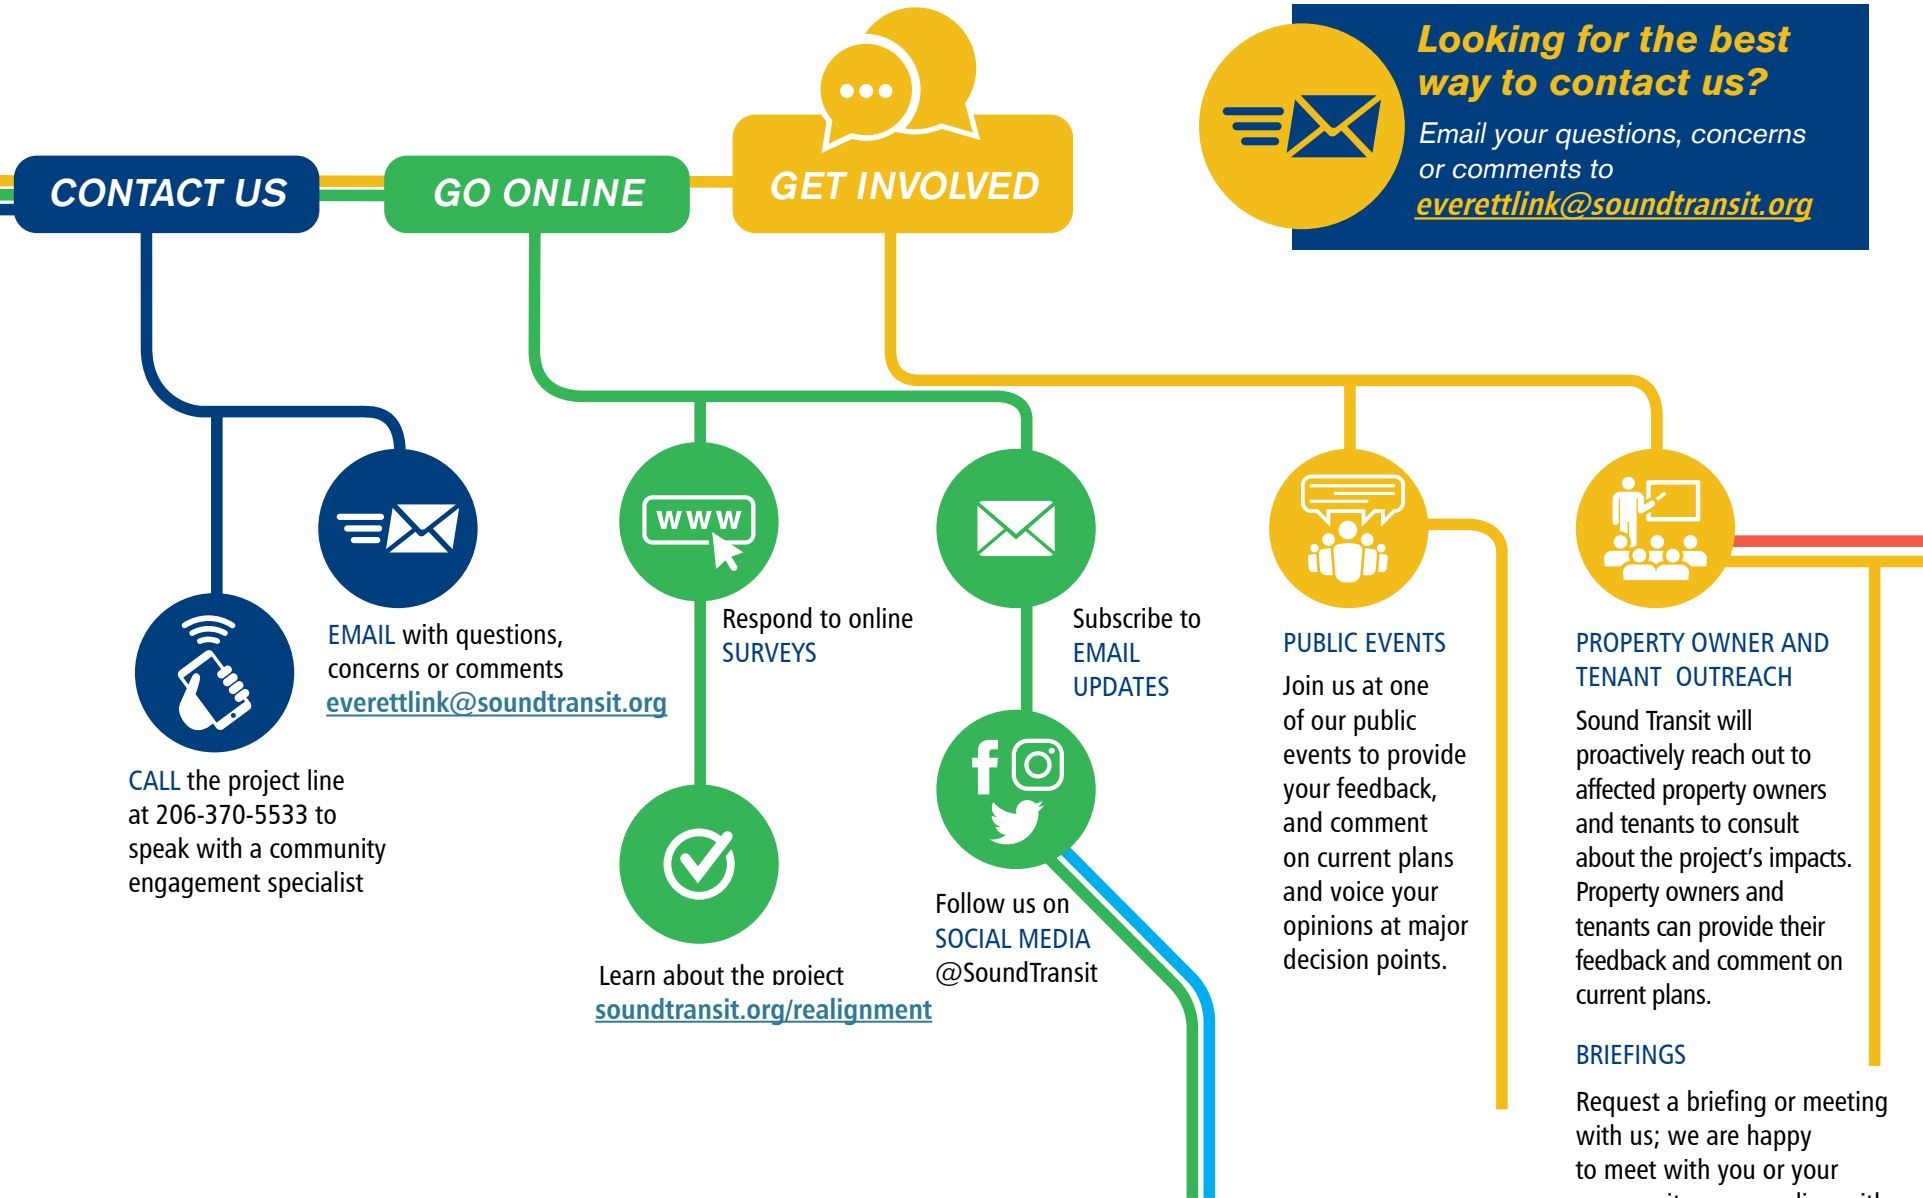 CONTACT US
GO ONLINE
GET INVOLVED
Looking for the best
way to contact us?
Email your questions, concerns
or comments to
everettlink@soundtransit.org
EMAIL with questions,
concerns or comments
everettlink@soundtransit.org
CALL the project line
at 206-370-5533 to
speak with a community
engagement specialist
www
Respond to online
SURVEYS
Learn about the project
soundtransit.org/realignment
Subscribe to
EMAIL
UPDATES
Follow us on
SOCIAL MEDIA
@SoundTransit
PUBLIC EVENTS
Join us at one
of our public
events to provide
your feedback,
and comment
on current plans
and voice your
opinions at major
decision points.
PROPERTY OWNER AND
TENANT OUTREACH
Sound Transit will
proactively reach out to
affected property owners
and tenants to consult
about the project's impacts.
Property owners and
tenants can provide their
feedback and comment on
current plans.
BRIEFINGS
Request a briefing or meeting
with us; we are happy
to meet with you or your